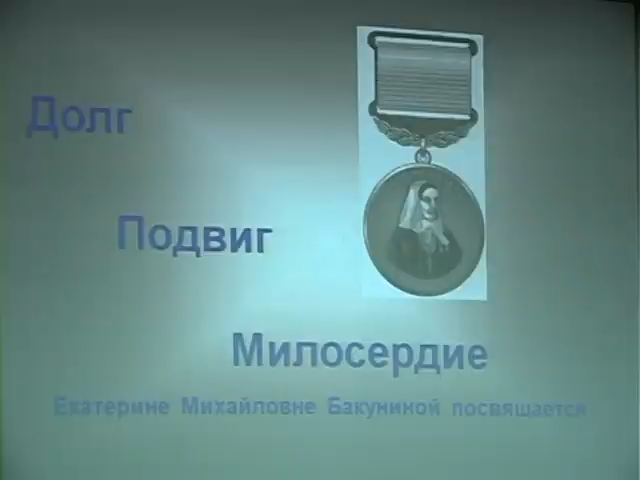 Долг
Подвиг
Милосердие
Екатерине Михайловне Бакуниной посвящается